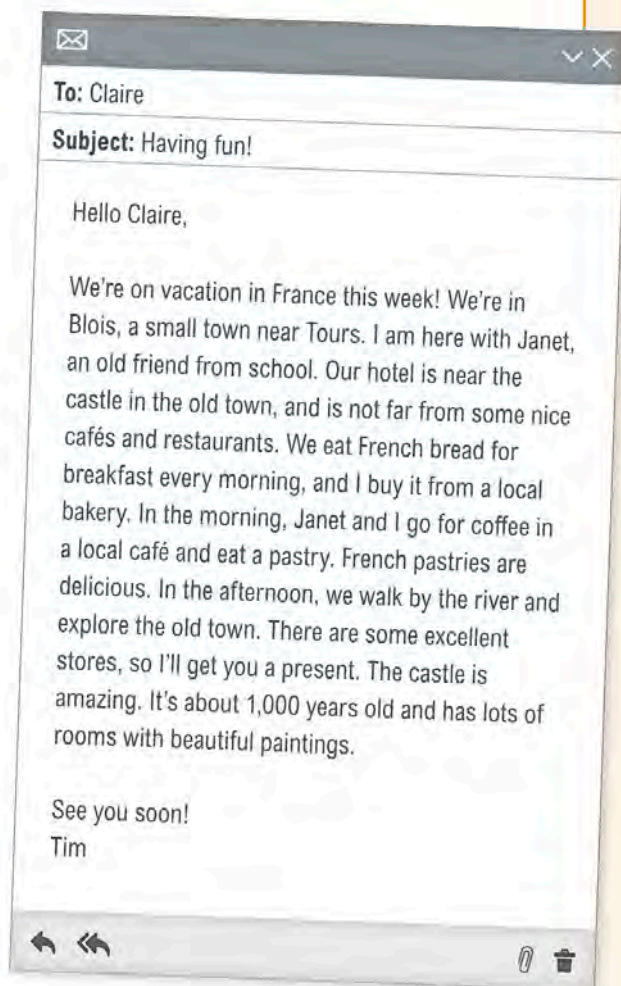 To: Claire
Subject: Having fun!
Hello Claire,
We're on vacation in France this week! We're in
Blois, a small town near Tours. I am here with Janet,
an old friend from school. Our hotel is near the
castle in the old town, and is not far from some nice
cafés and restaurants. We eat French bread for
breakfast every morning, and I buy it from a local
bakery. In the morning, Janet and I go for coffee in
a local café and eat a pastry. French pastries are
delicious. In the afternoon, we walk by the river and
explore the old town. There are some excellent
stores, so I'll get you a present. The castle is
amazing. It's about 1,000 years old and has lots of
rooms with beautiful paintings.
See you soon!
Tim